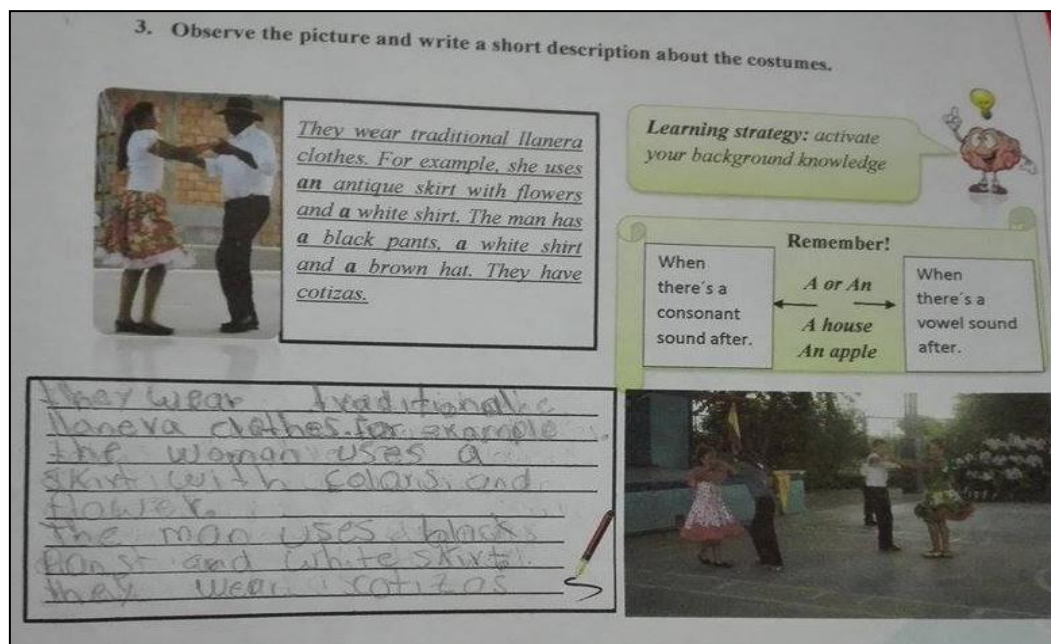 3. Observe the picture and write a short description about the costumes.
They wear traditional llanera
clothes. For example, she uses
an antique skirt with flowers
and a white shirt. The man has
a black pants, a white shirt
and a brown hat. They have
cotizas.
Learning strategy: activate
your background knowledge
Remember!
When
there´s a
consonant
sound after.
A or An
A house
An apple
When
there´s a
vowel sound
after.
they wear traditional
llanera clothes. for example
the woman uses a
skirt with colors and
flower.
the man uses black
panst and white skirt.
they wear cotizas